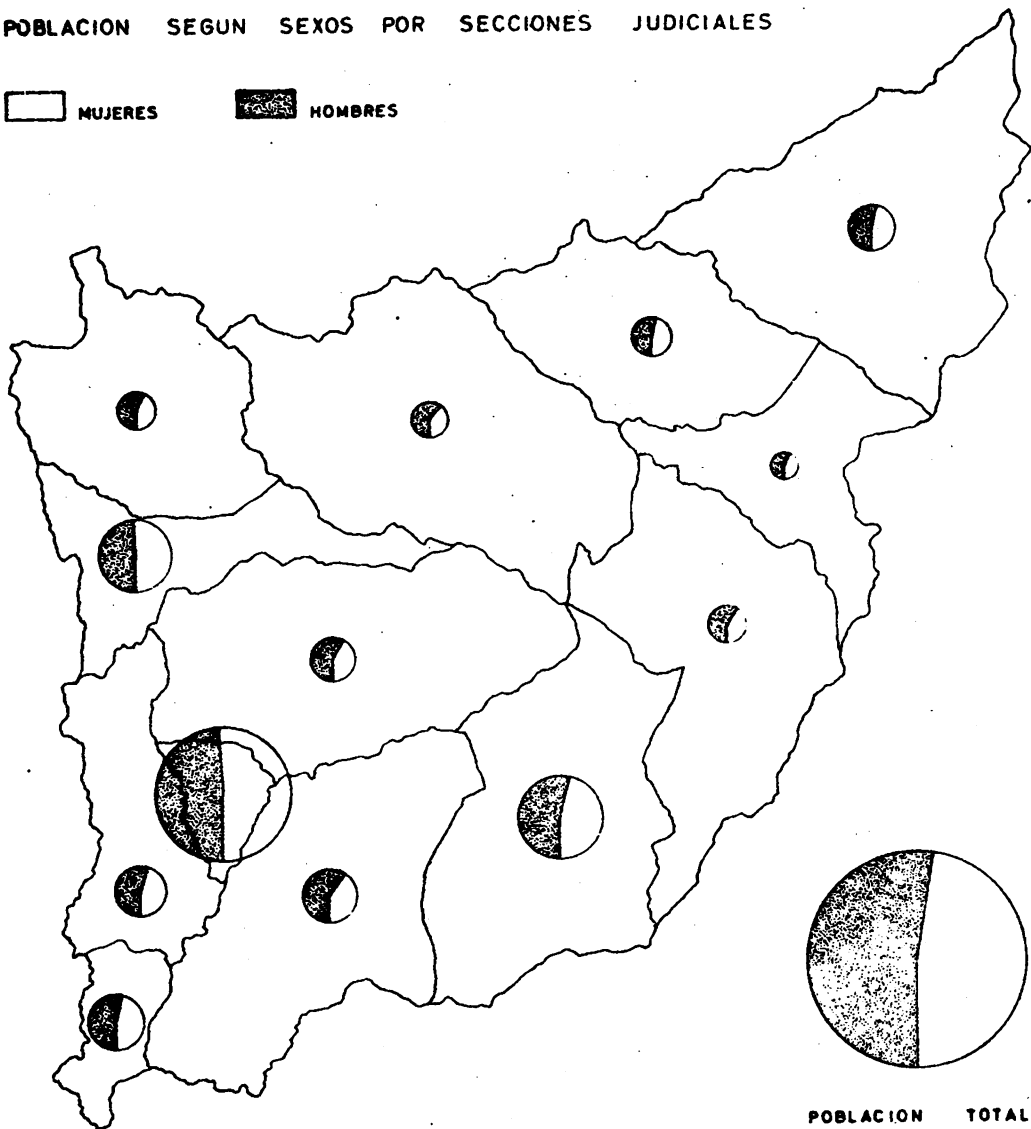 POBLACION SEGUN SEXOS POR SECCIONES JUDICIALES
MUJERES HOMBRES
POBLACION TOTAL